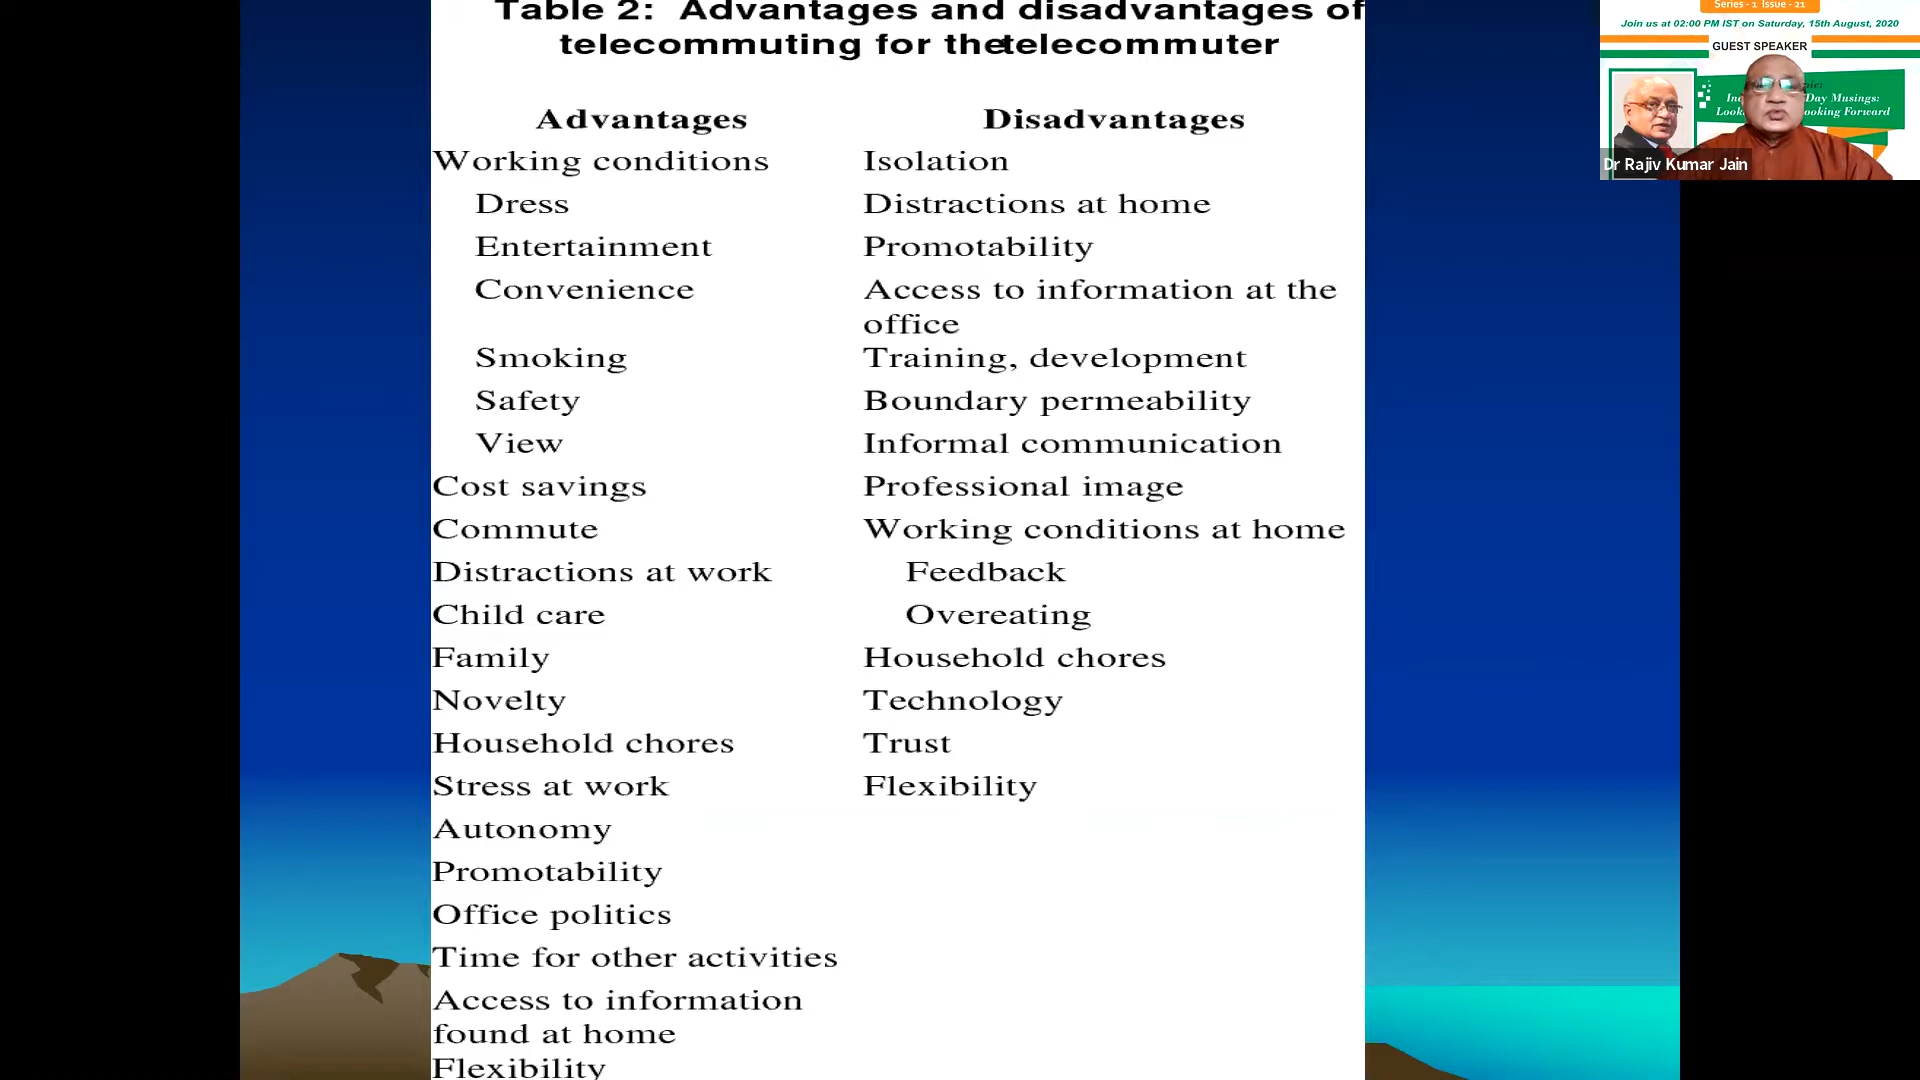 Table 2: Advantages and disadvantages of
telecommuting for the telecommuter
Advantages Disadvantages
Working conditions Isolation
Dress Distractions at home
Entertainment Promotability
Convenience Access to information at the
office
Smoking Training, development
Safety Boundary permeability
View Informal communication
Cost savings Professional image
Commute Working conditions at home
Distractions at work Feedback
Child care Overeating
Family Household chores
Novelty Technology
Household chores Trust
Stress at work Flexibility
Autonomy
Promotability
Office politics
Time for other activities
Access to information
found at home
Flexibility
Series - 1 Issue - 21
Join us at 02:00 PM IST on Saturday, 15th August, 2020
GUEST SPEAKER
Day Musings:
Dr Rajiv Kumar Jain